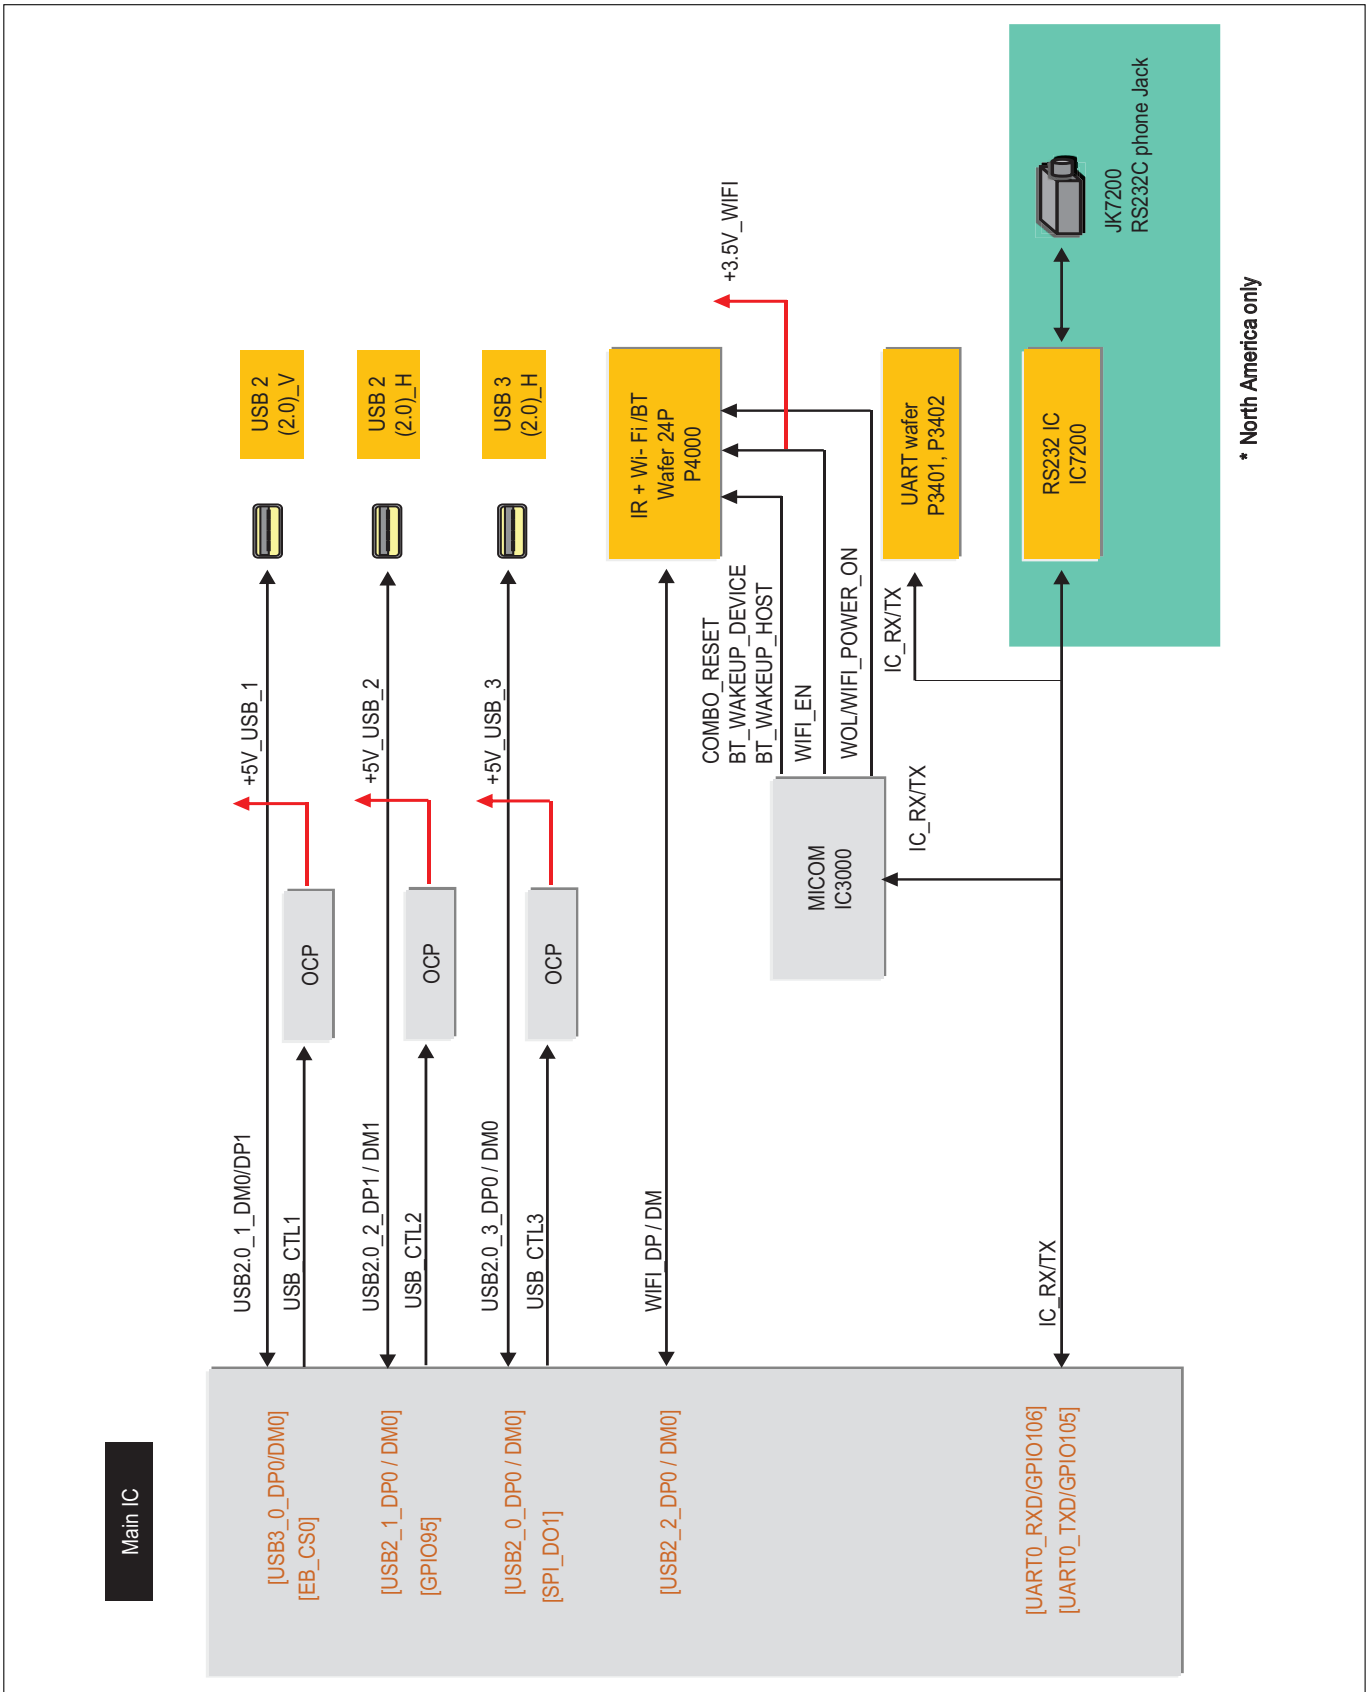 Main IC
[USB3_0_DP0/DM0]
[EB_CS0]
[USB2_1_DP0 / DM0]
[GPIO95]
[USB2_0_DP0 / DM0]
[SPI_DO1]
[USB2_2_DP0 / DM0]
[UART0_RXD/GPIO106]
[UART0_TXD/GPIO105]
USB2.0_1_DM0/DP1
USB_CTL1
OCP
+5V_USB_1
USB 2
(2.0)_V
USB2.0_2_DP1 / DM1
USB_CTL2
OCP
+5V_USB_2
USB 2
(2.0)_H
USB2.0_3_DP0 / DM0
USB_CTL3
OCP
+5V_USB_3
USB 3
(2.0)_H
WIFI_DP / DM
IR + Wi- Fi /BT
Wafer 24P
P4000
+3.5V_WIFI
COMBO_RESET
BT_WAKEUP_DEVICE
BT_WAKEUP_HOST
WIFI_EN
WOL/WIFI_POWER_ON
MICOM
IC3000
IC_RX/TX
IC_RX/TX
UART wafer
P3401, P3402
IC_RX/TX
RS232 IC
IC7200
JK7200
RS232C phone Jack
* North America only